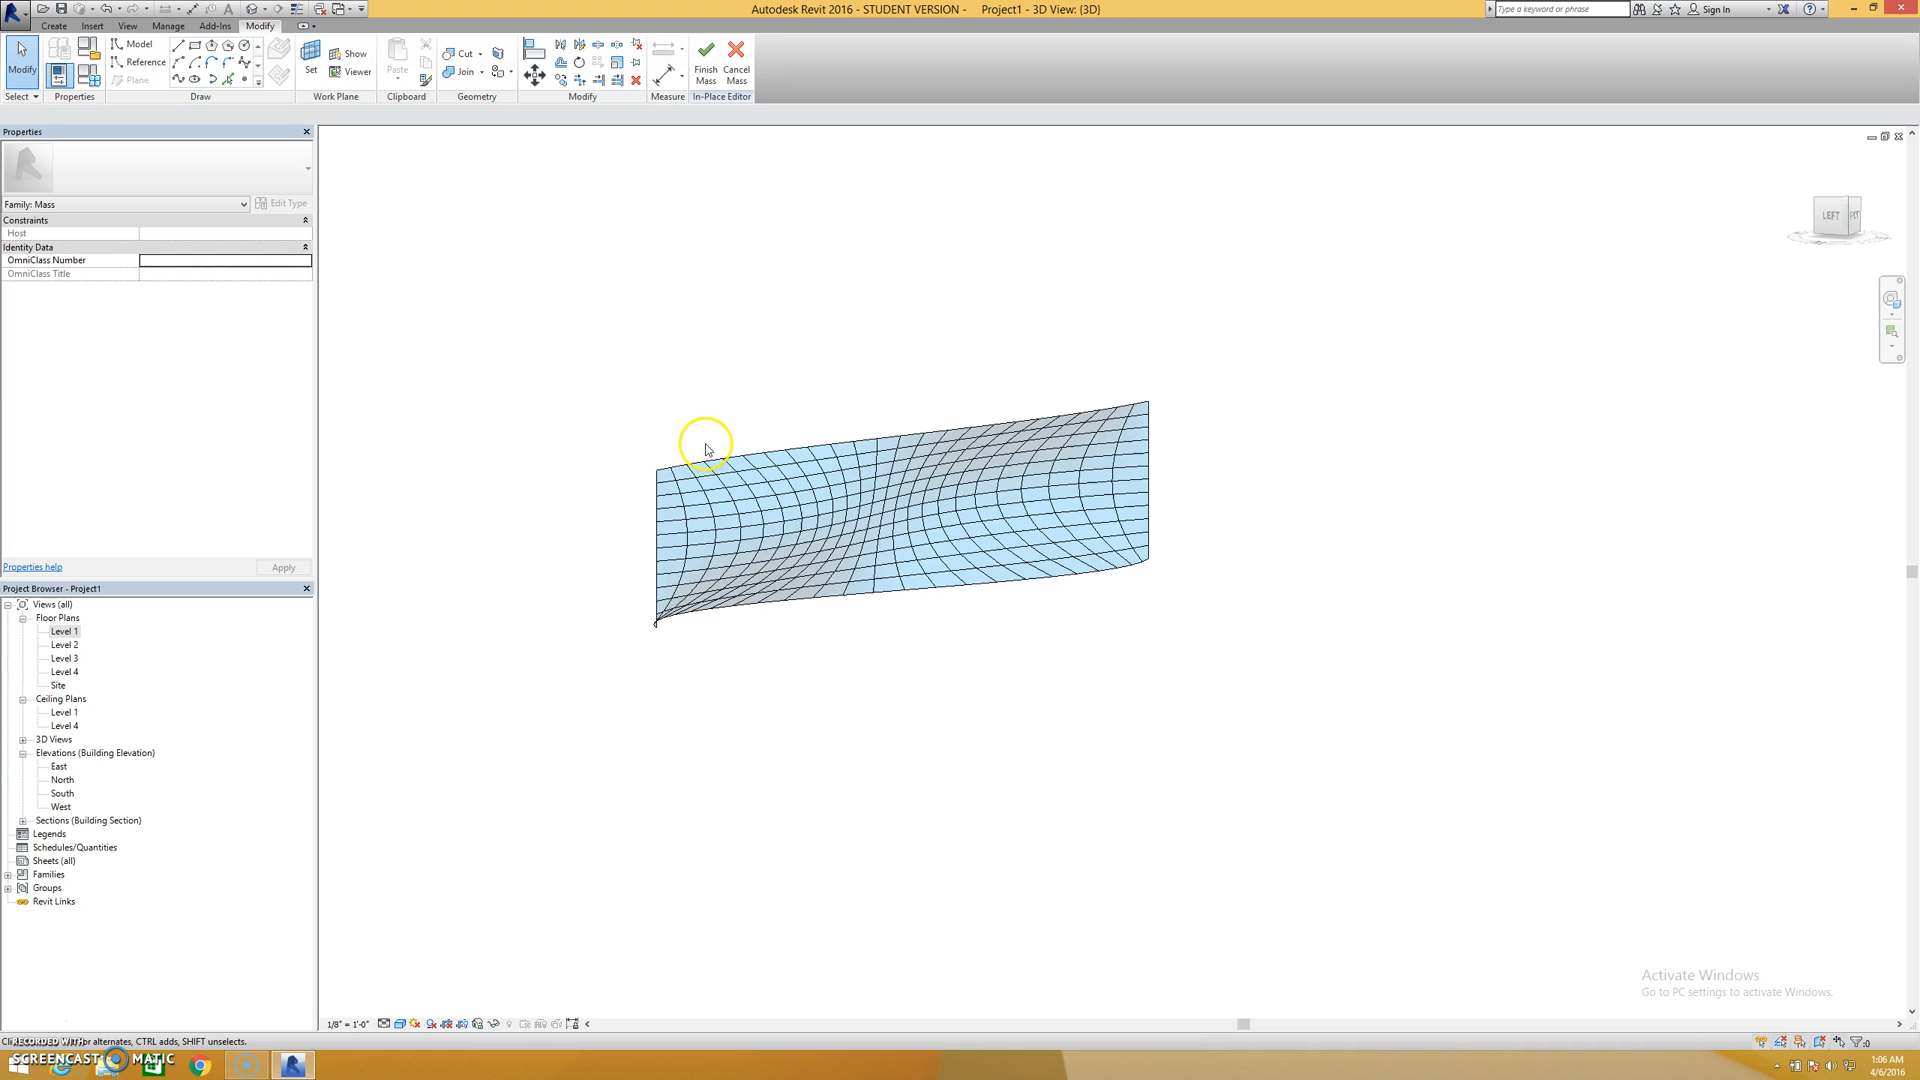 Autodesk Revit 2016 - STUDENT VERSION - Project1 - 3D View: {3D}
Type a keyword or phrase
Sign In
Create Insert View Manage Add-Ins Modify
Modify
Model
Reference
Plane
Set
Show
Viewer
Paste
Cut
Join
Finish Mass
Cancel Mass
Select Properties Draw Work Plane Clipboard Geometry Modify Measure In-Place Editor
Properties
Family: Mass
Edit Type
Constraints
Host
Identity Data
OmniClass Number
OmniClass Title
Properties help
Apply
Project Browser - Project1
Views (all)
Floor Plans
Level 1
Level 2
Level 3
Level 4
Site
Ceiling Plans
Level 1
Level 4
3D Views
Elevations (Building Elevation)
East
North
South
West
Sections (Building Section)
Legends
Schedules/Quantities
Sheets (all)
Families
Groups
Revit Links
LEFT
Activate Windows
Go to PC settings to activate Windows.
1/8" = 1'-0"
RECORDED WITH
or alternates, CTRL adds, SHIFT unselects.
:0
SCREENCAST MATIC
1:06 AM
4/6/2016